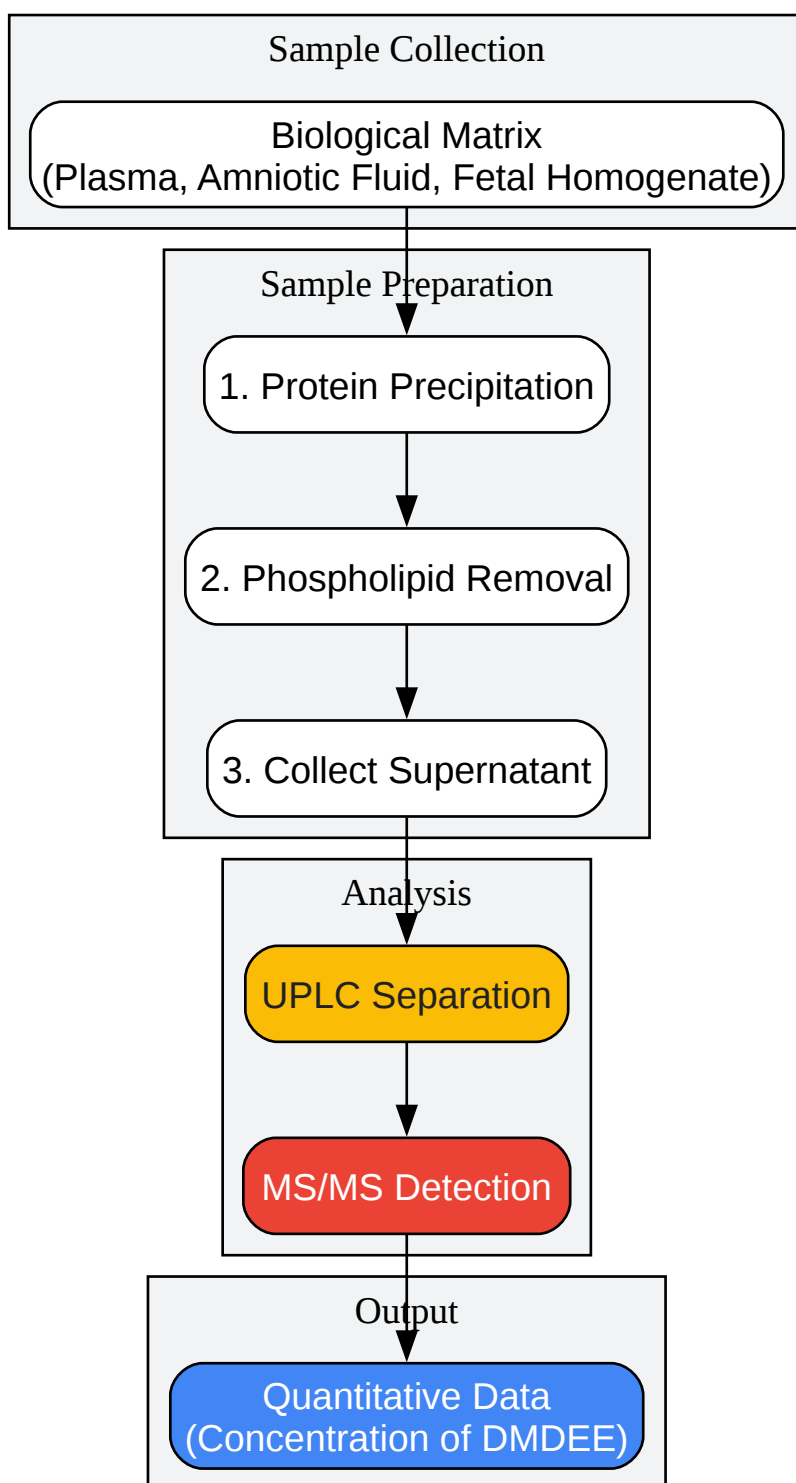 Sample Collection
Biological Matrix
(Plasma, Amniotic Fluid, Fetal Homogenate)
Sample Preparation
1. Protein Precipitation
2. Phospholipid Removal
3. Collect Supernatant
Analysis
UPLC Separation
MS/MS Detection
Output
Quantitative Data
(Concentration of DMDEE)